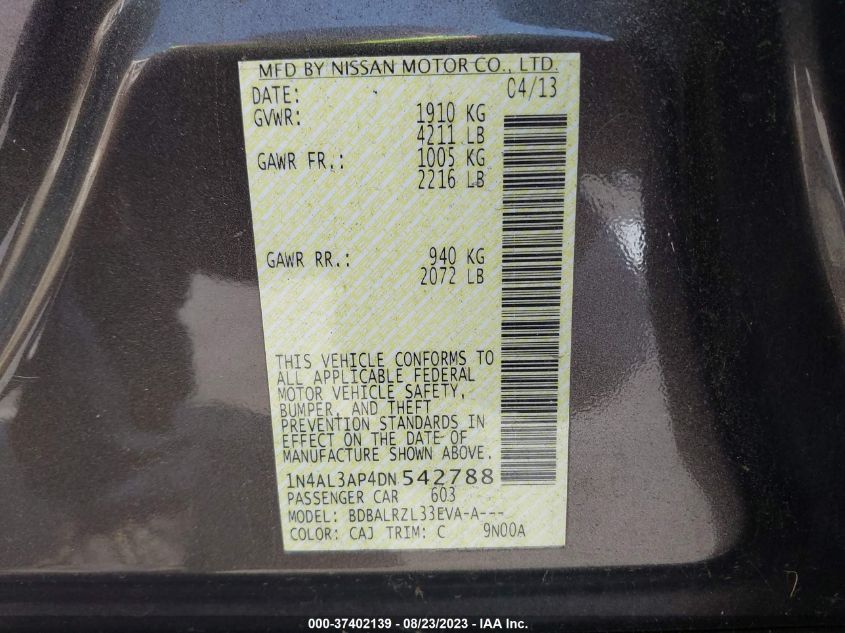 MFD BY NISSAN MOTOR CO., LTD.
DATE: 04/13
GVWR: 1910 KG
4211 LB
GAWR FR.: 1005 KG
2216 LB
GAWR RR.: 940 KG
2072 LB
THIS VEHICLE CONFORMS TO
ALL APPLICABLE FEDERAL
MOTOR VEHICLE SAFETY,
BUMPER, AND THEFT
PREVENTION STANDARDS IN
EFFECT ON THE DATE OF
MANUFACTURE SHOWN ABOVE.
1N4AL3AP4DN542788
PASSENGER CAR 603
MODEL: BDBALRZL33EVA-A---
COLOR: CAJ TRIM: C 9N00A
000-37402139 - 08/23/2023 - IAA Inc.